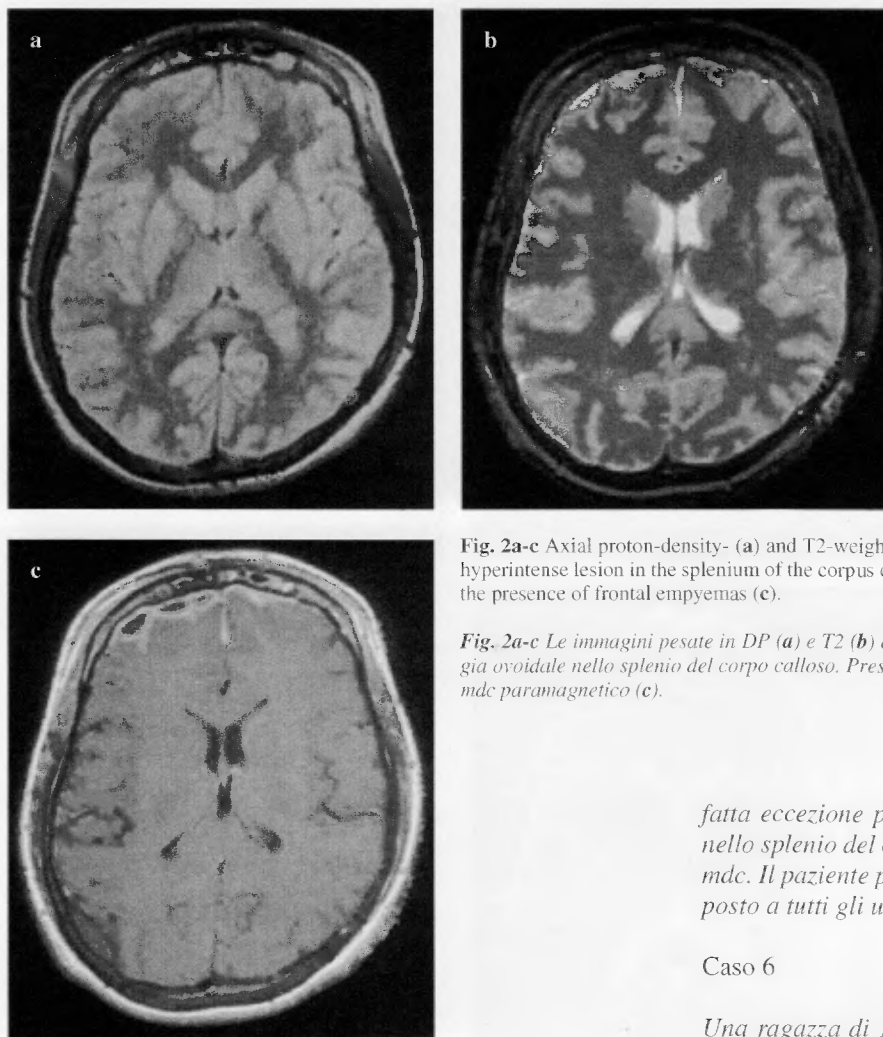 a
b
c
Fig. 2a-c Axial proton-density- (a) and T2-weigh
hyperintense lesion in the splenium of the corpus
the presence of frontal empyemas (c).
Fig. 2a-c Le immagini pesate in DP (a) e T2 (b)
gia ovoidale nello splenio del corpo calloso. Pres
mdc paramagnetico (c).
fatta eccezione p
nello splenio del
mdc. Il paziente p
posto a tutti gli u
Caso 6
Una ragazza di